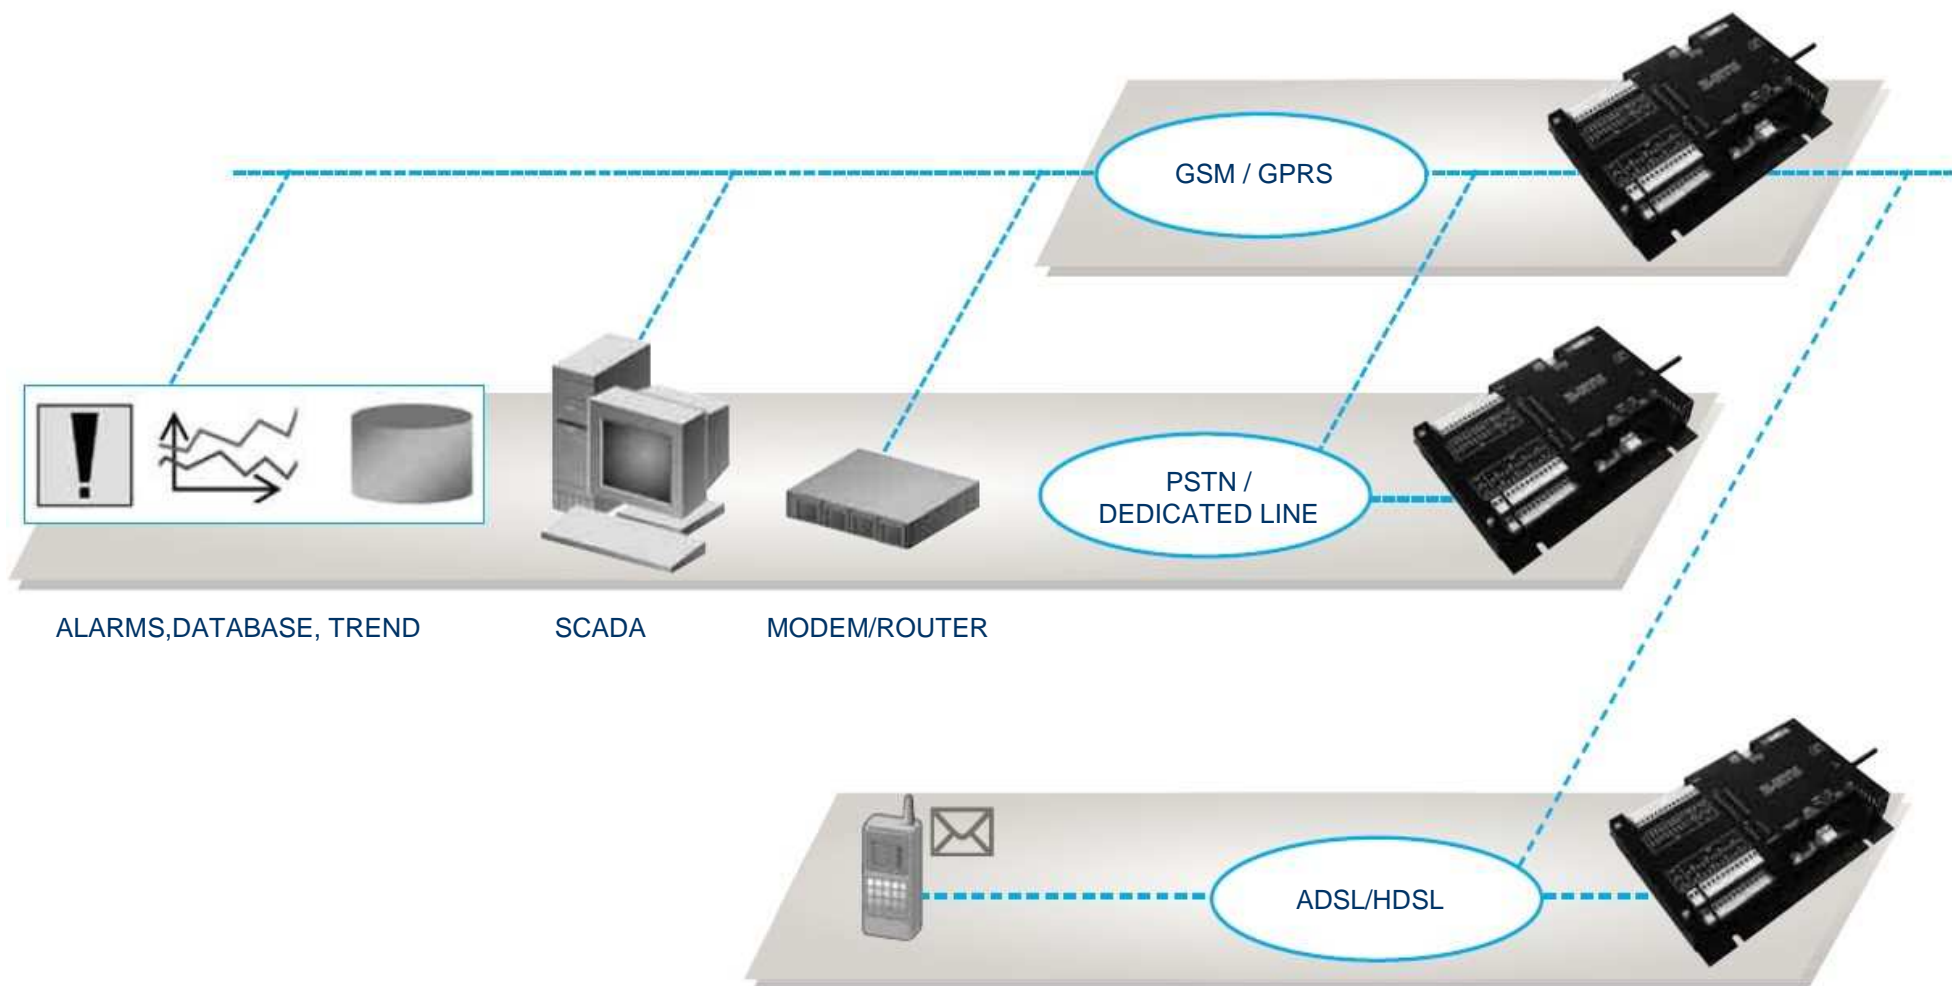 GSM / GPRS
PSTN /
DEDICATED LINE
ALARMS,DATABASE, TREND
SCADA
MODEM/ROUTER
ADSL/HDSL